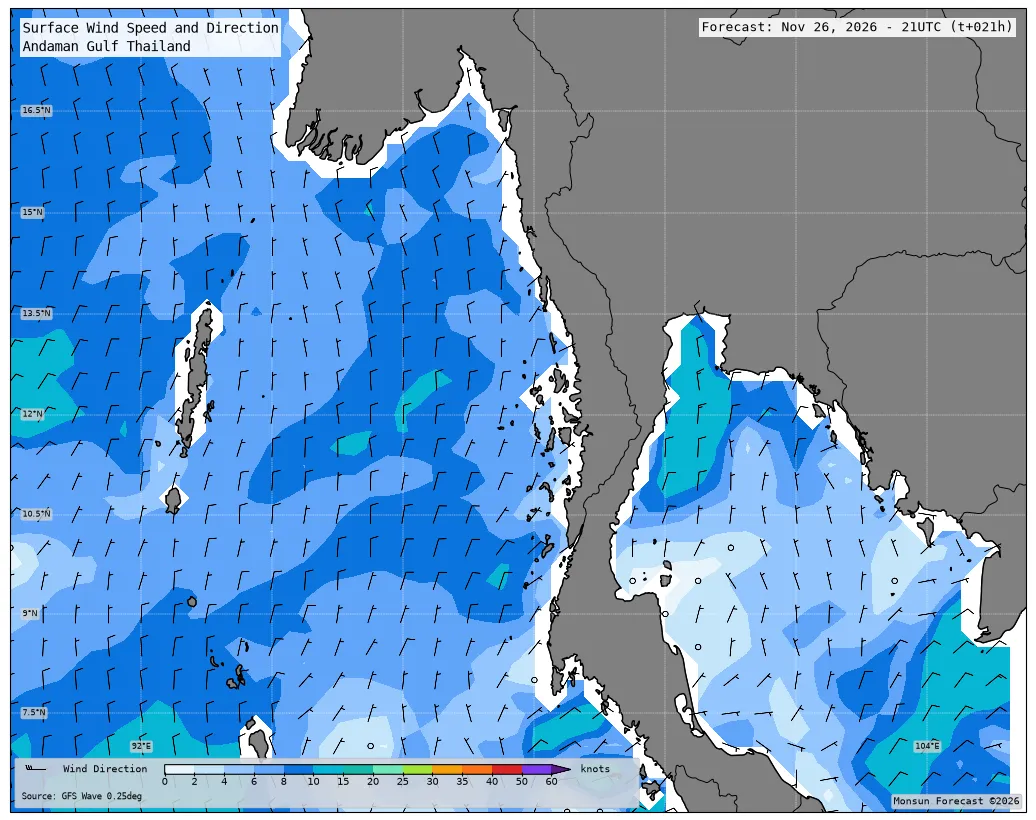 Surface Wind Speed and Direction
Andaman Gulf Thailand
Forecast: Nov 26, 2026 - 21UTC (t+021h)
16.5°N
15°N
13.5°N
12°N
10.5°N
9°N
7.5°N
92°E
104°E
Wind Direction
0 2 4 6 8 10 15 20 25 30 35 40 50 60
knots
Source: GFS Wave 0.25deg
Monsun Forecast ©2026